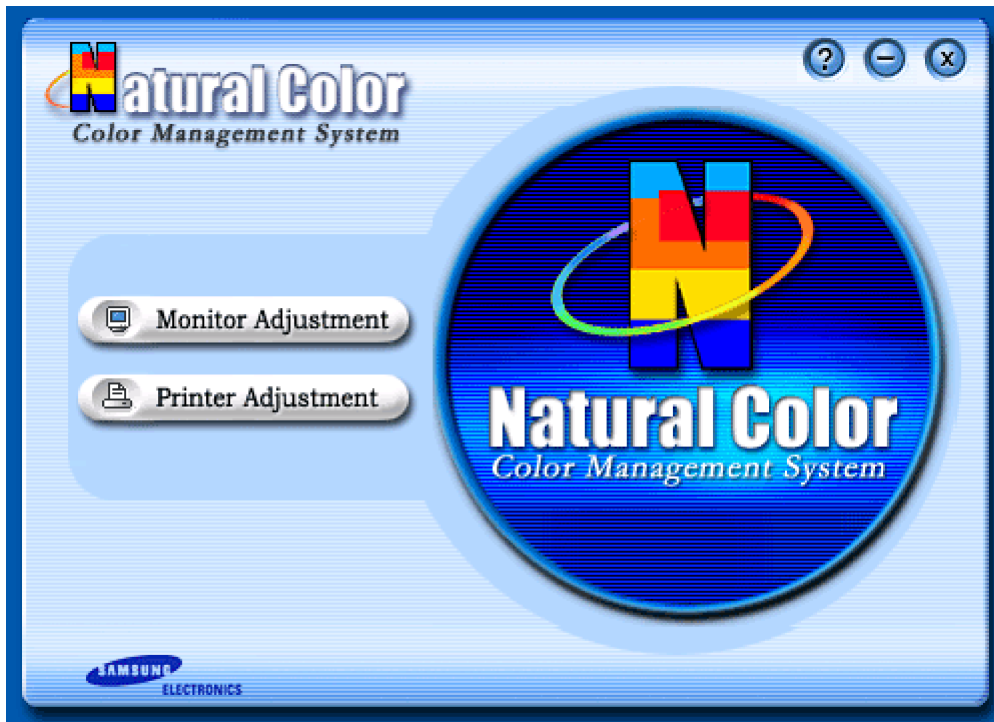 Natural Color
Color Management System
? – x
Monitor Adjustment
Printer Adjustment
N
Natural Color
Color Management System
SAMSUNG
ELECTRONICS